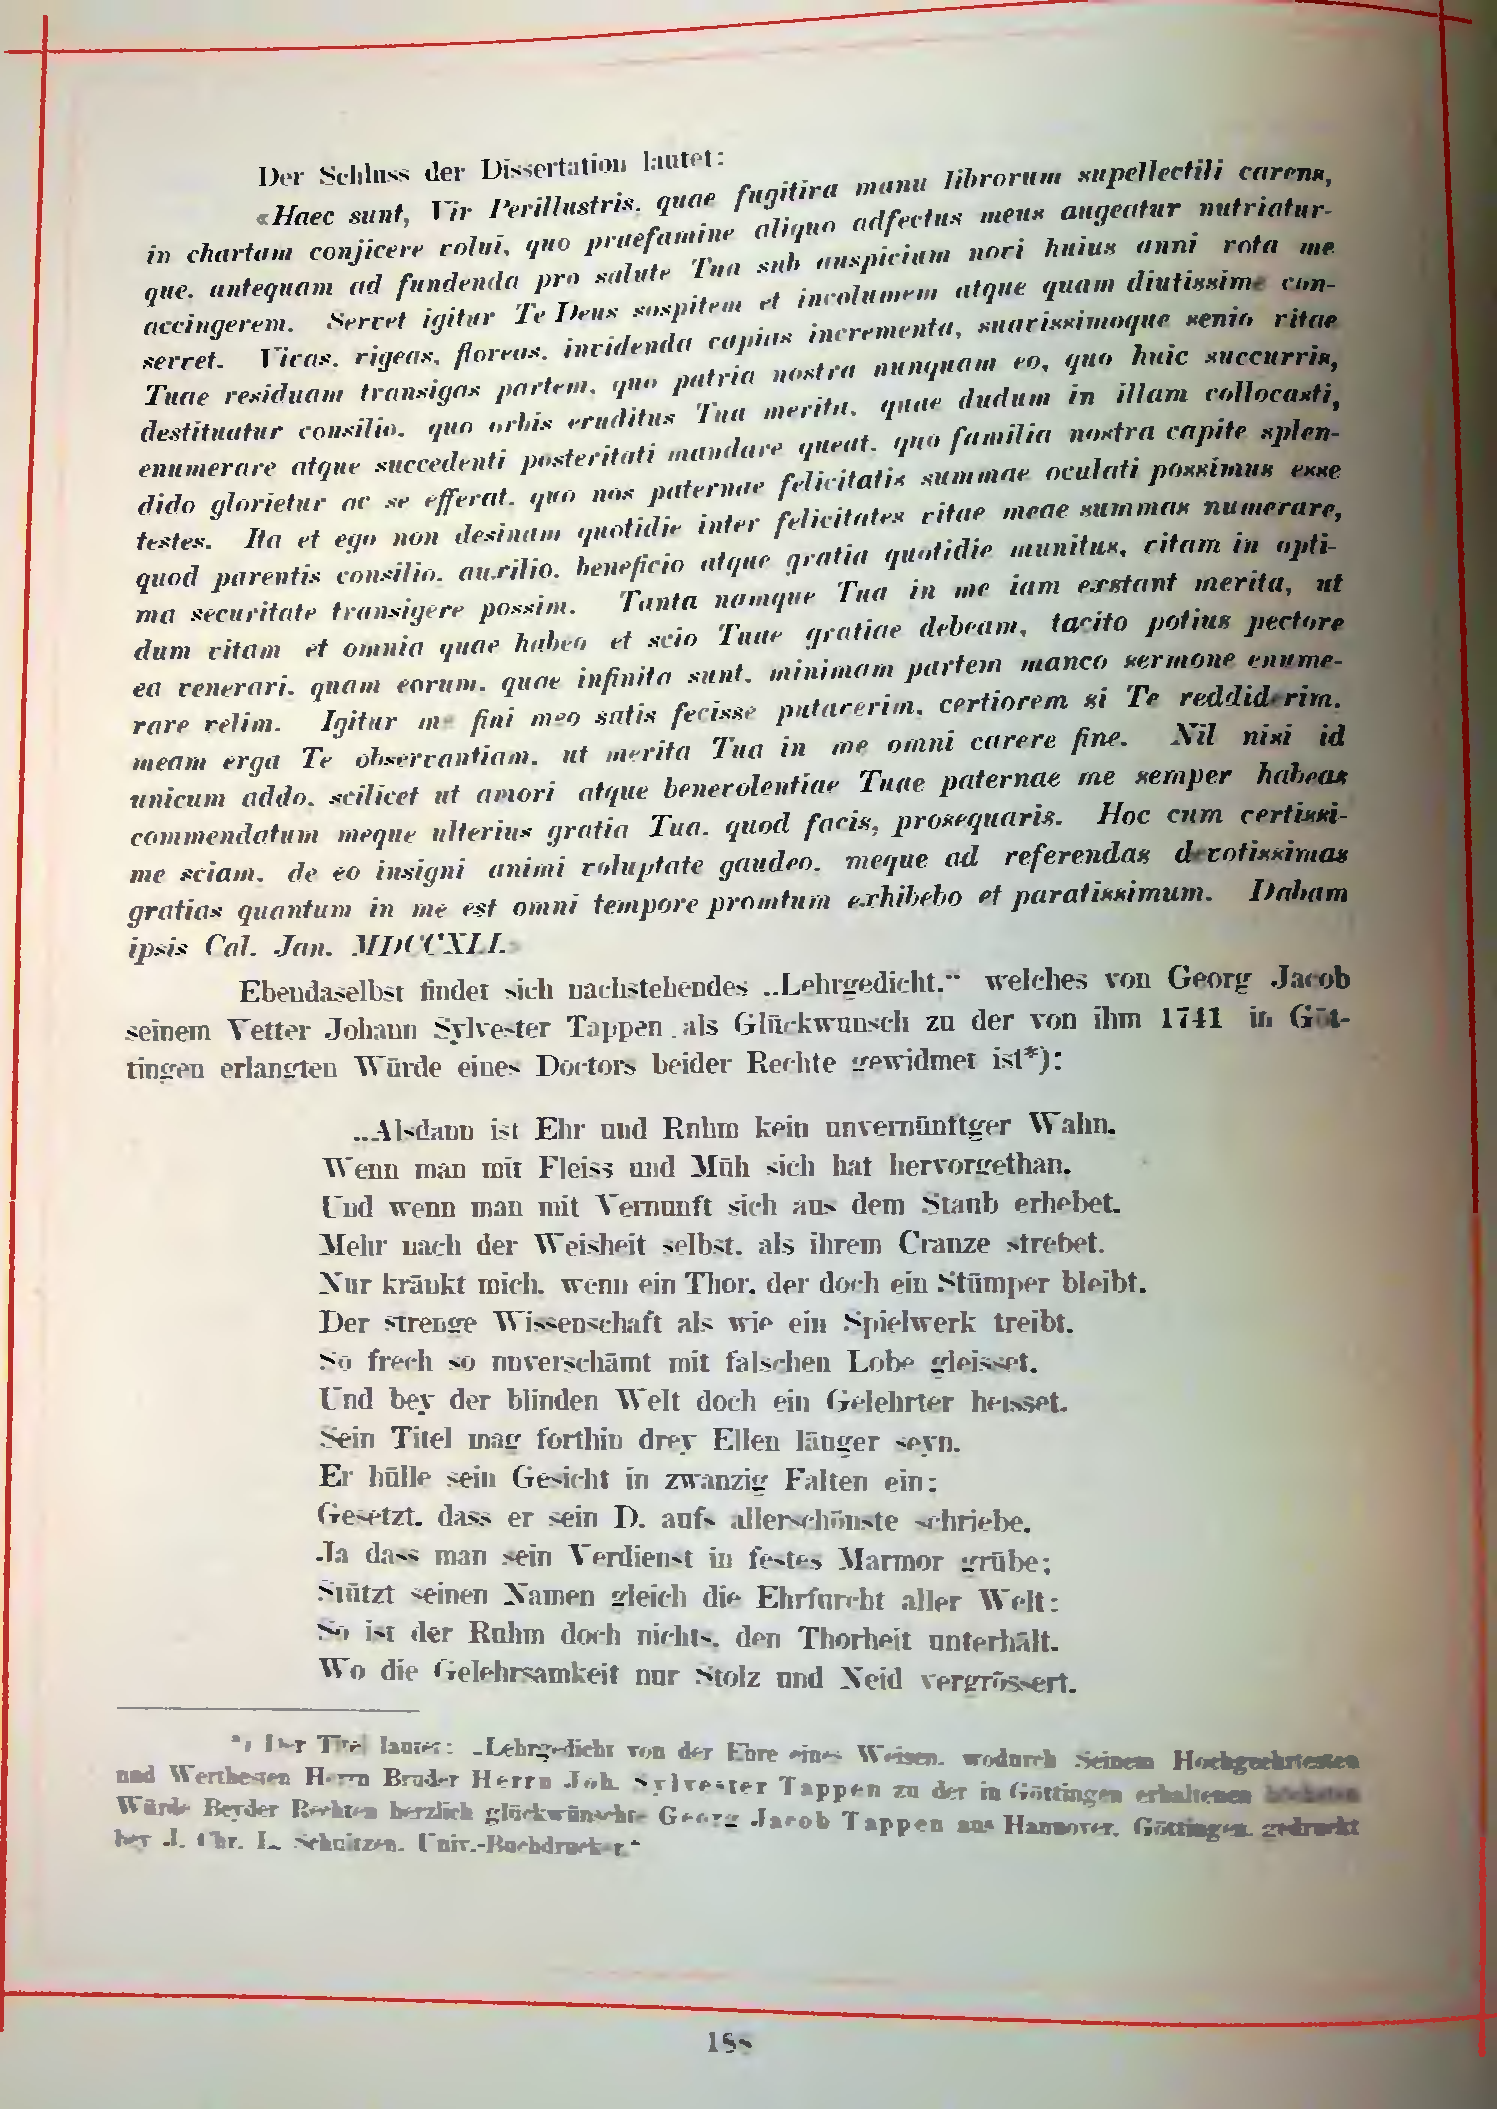 Der Schluss der Dissertation lautet:
«Haec sunt, Vir Perillustris, quae fugitiva manu librorum supellectili carens,
in chartam conjicere volui, quo praefamine aliquo adfectus meus augeatur nutriatur-
que, antequam ad fundenda pro salute Tua sub auspicium novi huius anni vota me
accingerem. Servet igitur Te Deus sospitem et incolumem atque quam diutissime con-
servet. Vivas, vigeas, floreas, invidenda capias incrementa, suavissimoque senio vitae
Tuae residuam transigas partem, quo patria nostra nunquam eo, quo huic succurris,
destituatur consilio, quo orbis eruditus Tua merita, quae dudum in illam collocasti,
enumerare atque succedenti posteritati mandare queat, quo familia nostra capite splen-
dido glorietur ac se efferat, quo nos paternae felicitatis summae oculati possimus esse
testes. Ita et ego non desinam quotidie inter felicitates vitae meae summas numerare,
quod parentis consilio, auxilio, beneficio atque gratia quotidie munitus, vitam in opti-
ma securitate transigere possim. Tanta namque Tua in me iam exstant merita, ut
dum vitam et omnia quae habeo et scio Tuae gratiae debeam, tacito potius pectore
ea venerari, quam eorum, quae infinita sunt, minimam partem manco sermone enume-
rare velim. Igitur me fini meo satis fecisse putaverim, certiorem si Te reddiderim,
meam erga Te observantiam, ut merita Tua in me omni carere fine. Nil nisi id
unicum addo, scilicet ut amori atque benevolentiae Tuae paternae me semper habeas
commendatum meque ulterius gratia Tua, quod facis, prosequaris. Hoc cum certissi-
me sciam, de eo insigni animi voluptate gaudeo, meque ad referendas devotissimas
gratias quantum in me est omni tempore promtum exhibebo et paratissimum. Dabam
ipsis Cal. Jan. MDCCXLI.»
Ebendaselbst findet sich nachstehendes „Lehrgedicht,“ welches von Georg Jacob
seinem Vetter Johann Sylvester Tappen als Glückwunsch zu der von ihm 1741 in Göt-
tingen erlangten Würde eines Doctors beider Rechte gewidmet ist*):
„Alsdann ist Ehr und Ruhm kein unvernünftger Wahn,
Wenn man mit Fleiss und Müh sich hat hervorgethan,
Und wenn man mit Vernunft sich aus dem Staub erhebet,
Mehr nach der Weisheit selbst, als ihrem Cranze strebet.
Nur kränkt mich, wenn ein Thor, der doch ein Stümper bleibt,
Der strenge Wissenschaft als wie ein Spielwerk treibt,
So frech so unverschämt mit falschen Lobe gleisset,
Und bey der blinden Welt doch ein Gelehrter heisset.
Sein Titel mag forthin drey Ellen länger seyn,
Er hülle sein Gesicht in zwanzig Falten ein;
Gesetzt, dass er sein D. aufs allerschönste schriebe,
Ja dass man sein Verdienst in festes Marmor grübe;
Stützt seinen Namen gleich die Ehrfurcht aller Welt;
So ist der Ruhm doch nichts, den Thorheit unterhält,
Wo die Gelehrsamkeit nur Stolz und Neid vergrössert,
*) Der Titel lautet: „Lehrgedicht von der Ehre eines Weisen, wodurch Seinem Hochgeehrtesten
und Werthesten Herrn Bruder Herrn Joh. Sylvester Tappen zu der in Göttingen erhaltenen höchsten
Würde Beyder Rechten herzlich glückwünschte Georg Jacob Tappen aus Hannover. Göttingen, gedruckt
bey J. Chr. L. Schultzen, Univ.-Buchdrucker.“
188